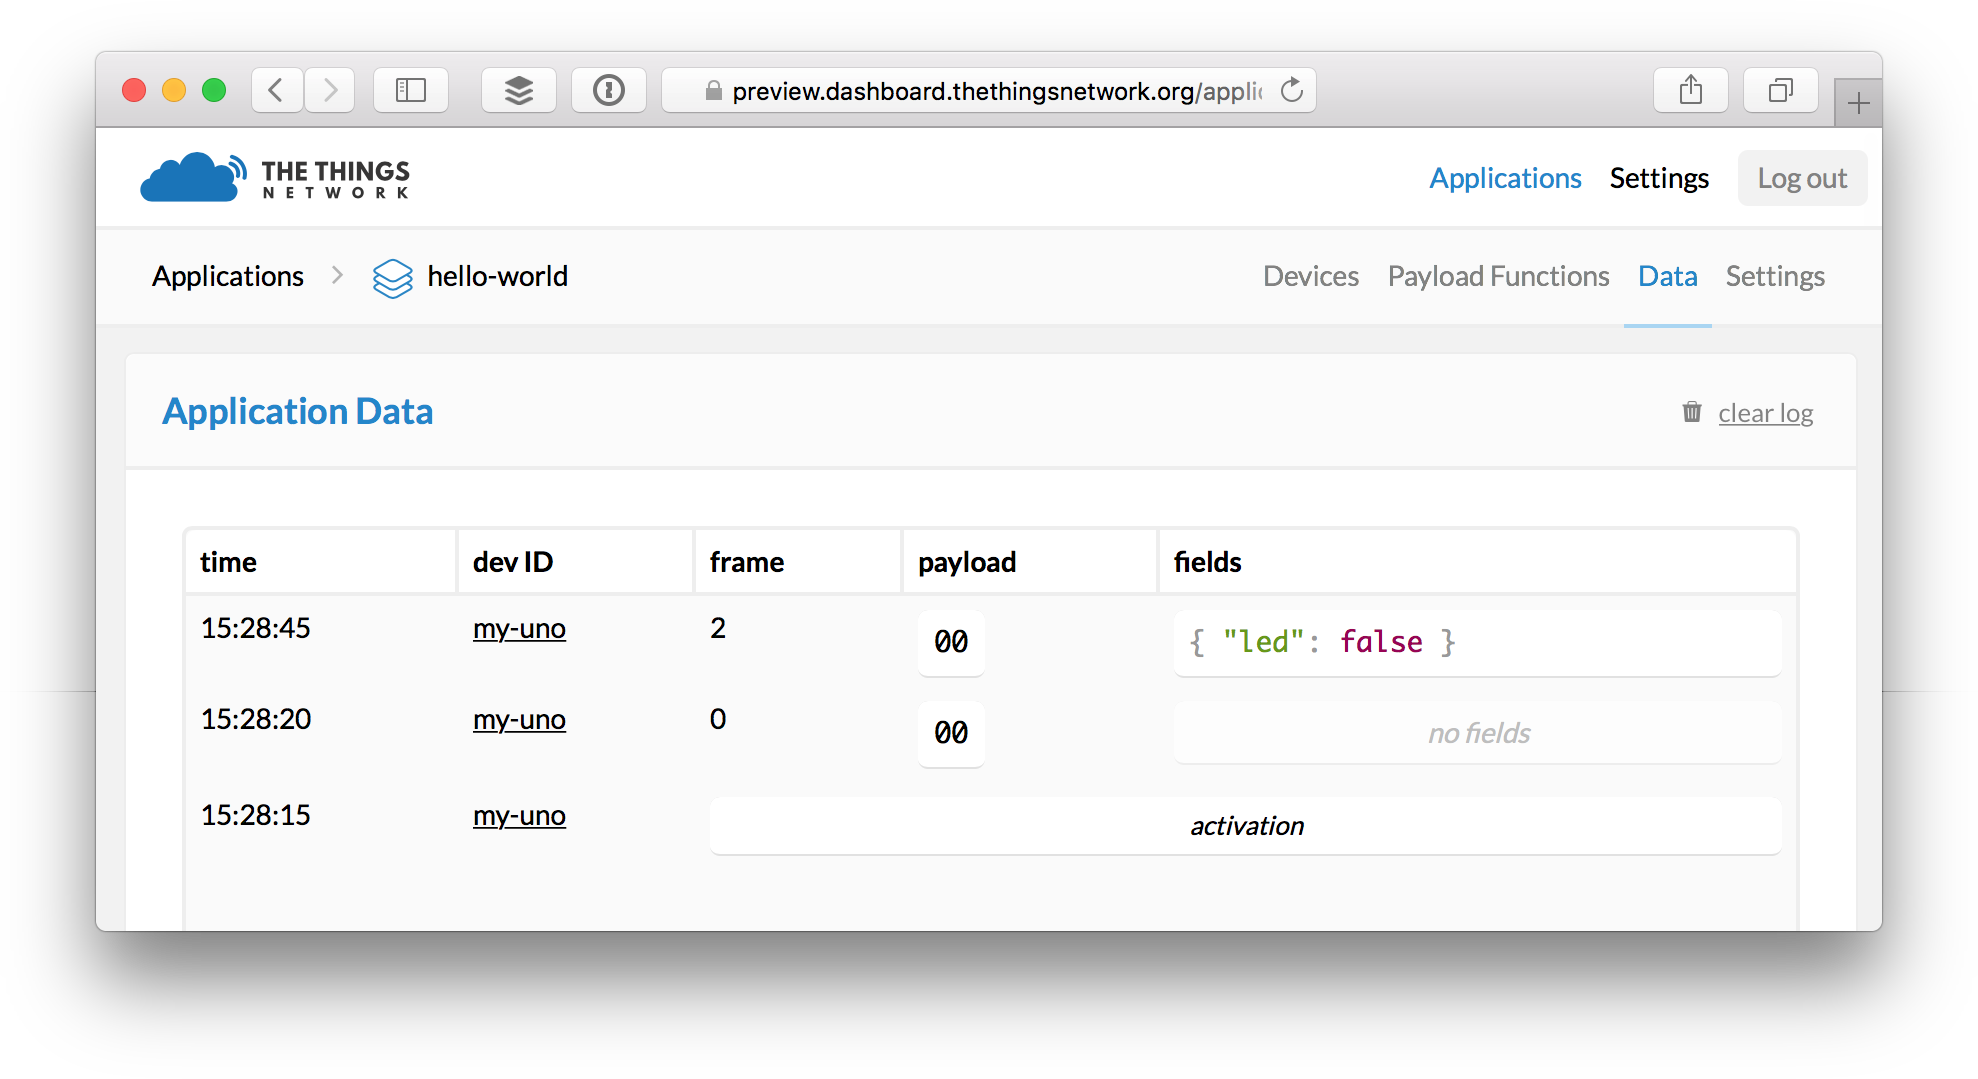 preview.dashboard.thethingsnetwork.org/applic
THE THINGS
NETWORK
Applications Settings Log out
Applications hello-world Devices Payload Functions Data Settings
Application Data clear log
time dev ID frame payload fields
15:28:45 my-uno 2 00 { "led": false }
15:28:20 my-uno 0 00 no fields
15:28:15 my-uno activation